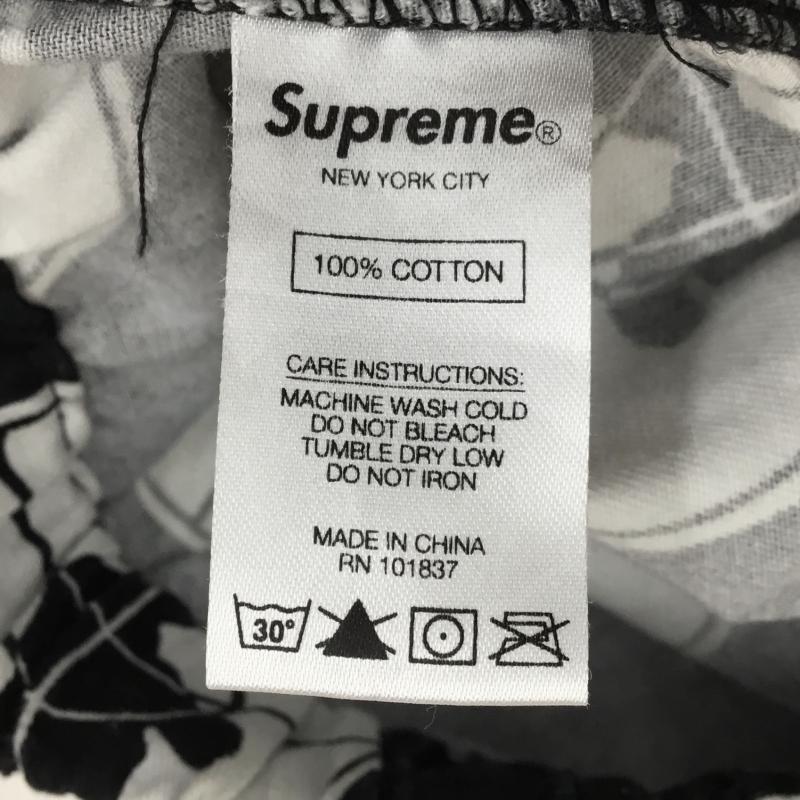 Supreme®
NEW YORK CITY
100% COTTON
CARE INSTRUCTIONS:
MACHINE WASH COLD
DO NOT BLEACH
TUMBLE DRY LOW
DO NOT IRON
MADE IN CHINA
RN 101837
30°